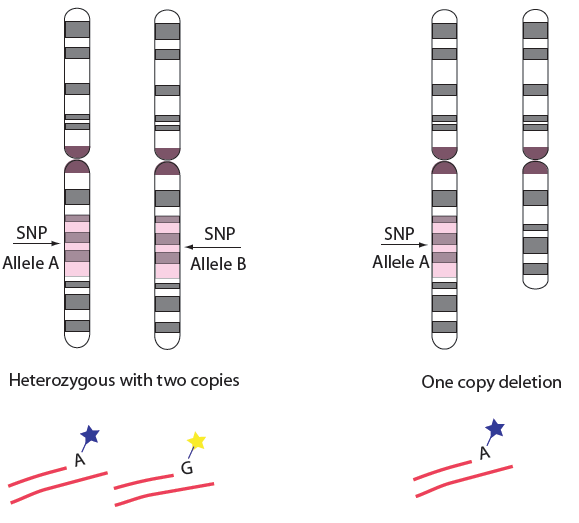 SNP
Allele A
SNP
Allele B
SNP
Allele A
Heterozygous with two copies
One copy deletion
A
G
A